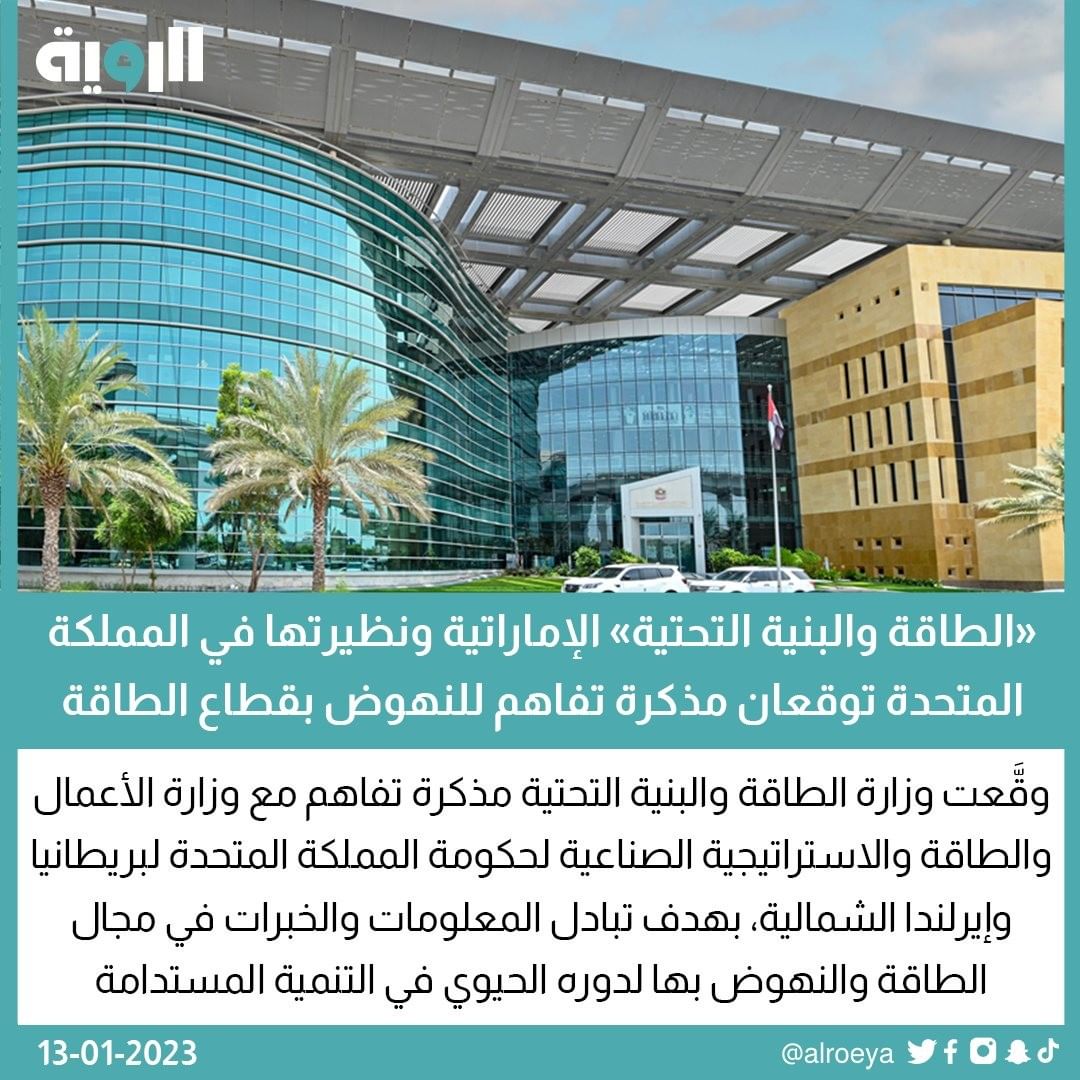 الرؤية
«الطاقة والبنية التحتية» الإماراتية ونظيرتها في المملكة
المتحدة توقعان مذكرة تفاهم للنهوض بقطاع الطاقة
وقَّعت وزارة الطاقة والبنية التحتية مذكرة تفاهم مع وزارة الأعمال
والطاقة والاستراتيجية الصناعية لحكومة المملكة المتحدة لبريطانيا
وإيرلندا الشمالية، بهدف تبادل المعلومات والخبرات في مجال
الطاقة والنهوض بها لدوره الحيوي في التنمية المستدامة
13-01-2023
@alroeya